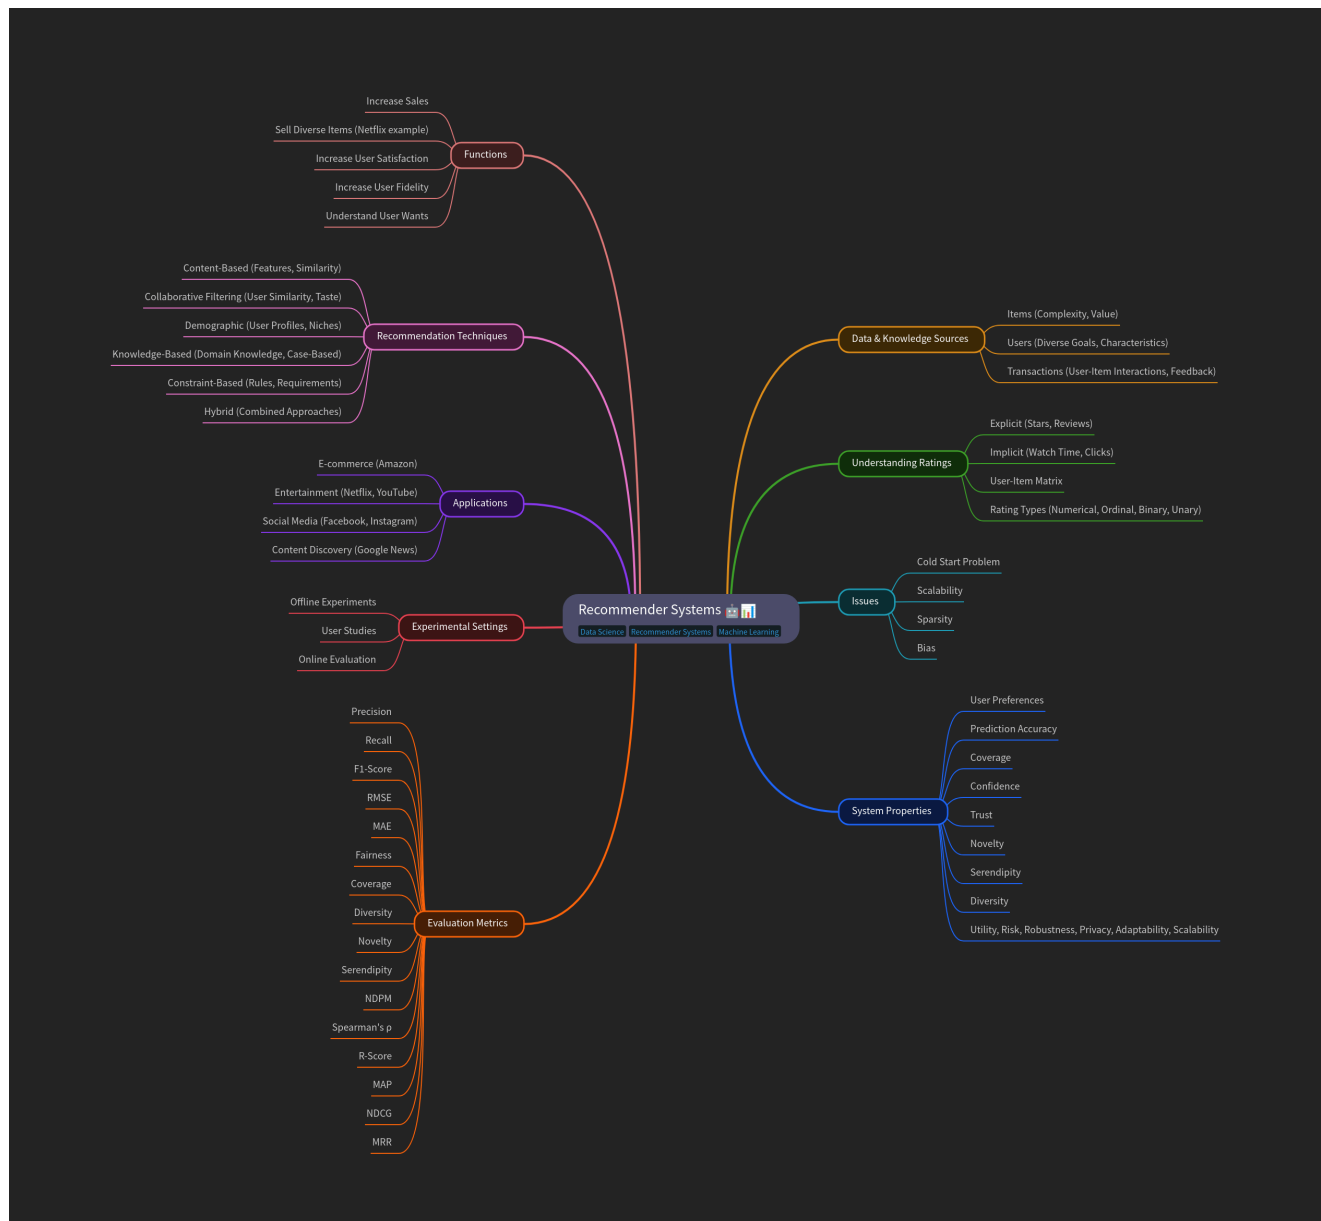 Recommender Systems 🤖📊
Data Science Recommender Systems Machine Learning
Functions
Increase Sales
Sell Diverse Items (Netflix example)
Increase User Satisfaction
Increase User Fidelity
Understand User Wants
Recommendation Techniques
Content-Based (Features, Similarity)
Collaborative Filtering (User Similarity, Taste)
Demographic (User Profiles, Niches)
Knowledge-Based (Domain Knowledge, Case-Based)
Constraint-Based (Rules, Requirements)
Hybrid (Combined Approaches)
Applications
E-commerce (Amazon)
Entertainment (Netflix, YouTube)
Social Media (Facebook, Instagram)
Content Discovery (Google News)
Experimental Settings
Offline Experiments
User Studies
Online Evaluation
Evaluation Metrics
Precision
Recall
F1-Score
RMSE
MAE
Fairness
Coverage
Diversity
Novelty
Serendipity
NDPM
Spearman's ρ
R-Score
MAP
NDCG
MRR
Data & Knowledge Sources
Items (Complexity, Value)
Users (Diverse Goals, Characteristics)
Transactions (User-Item Interactions, Feedback)
Understanding Ratings
Explicit (Stars, Reviews)
Implicit (Watch Time, Clicks)
User-Item Matrix
Rating Types (Numerical, Ordinal, Binary, Unary)
Issues
Cold Start Problem
Scalability
Sparsity
Bias
System Properties
User Preferences
Prediction Accuracy
Coverage
Confidence
Trust
Novelty
Serendipity
Diversity
Utility, Risk, Robustness, Privacy, Adaptability, Scalability